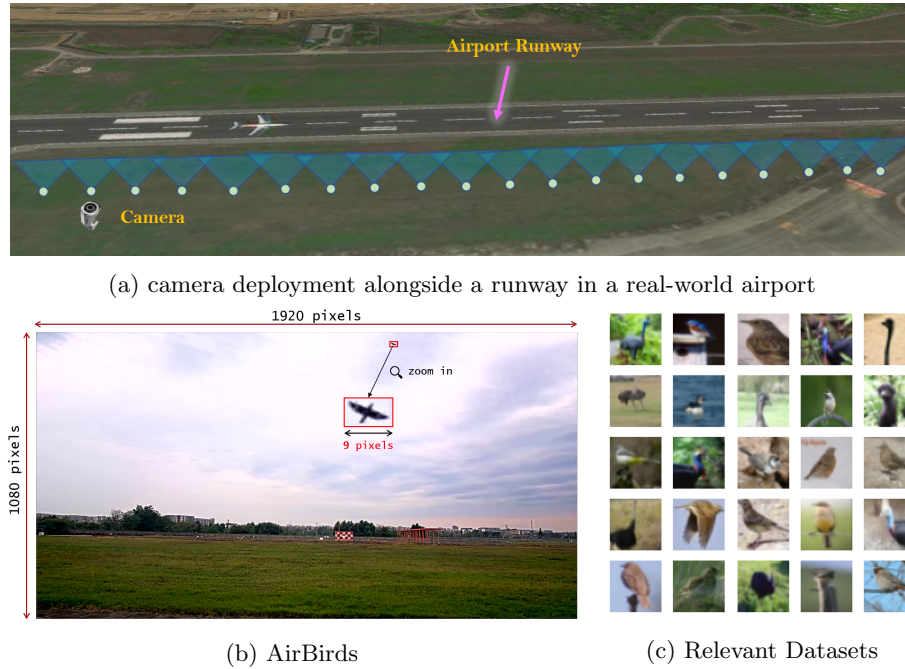 Airport Runway
Camera
(a) camera deployment alongside a runway in a real-world airport
1920 pixels
1080 pixels
zoom in
9 pixels
(b) AirBirds
(c) Relevant Datasets